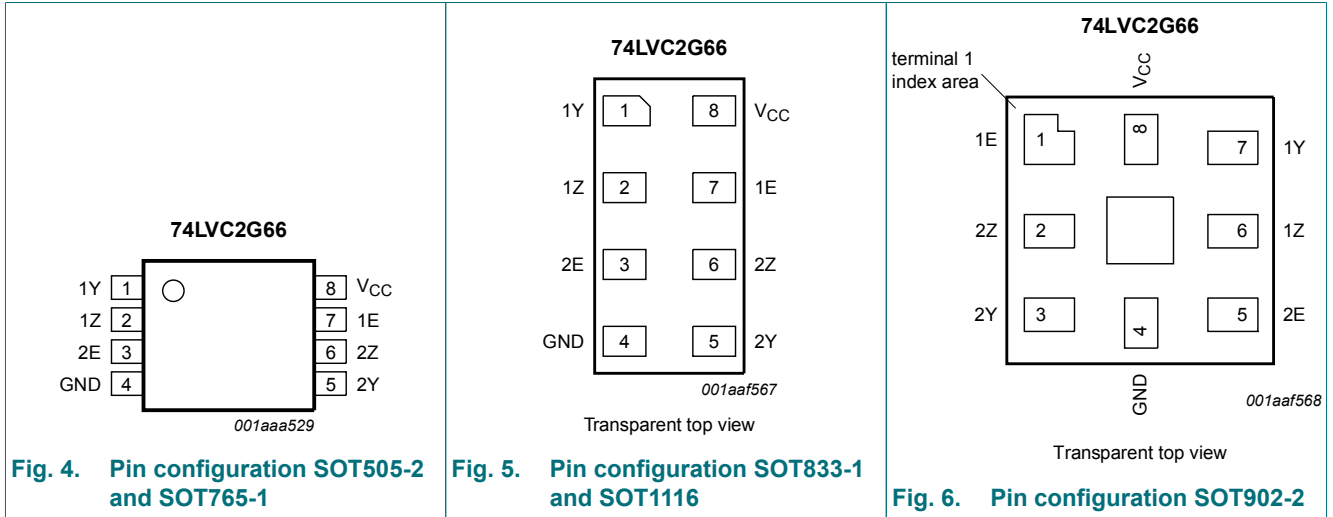 74LVC2G66
1Y 1 8 VCC
1Z 2 7 1E
2E 3 6 2Z
GND 4 5 2Y
001aaa529
Fig. 4. Pin configuration SOT505-2
and SOT765-1
74LVC2G66
1Y 1 8 VCC
1Z 2 7 1E
2E 3 6 2Z
GND 4 5 2Y
001aaf567
Transparent top view
Fig. 5. Pin configuration SOT833-1
and SOT1116
74LVC2G66
terminal 1
index area
VCC
1E 1 8 7 1Y
2Z 2 6 1Z
2Y 3 4 5 2E
GND
001aaf568
Transparent top view
Fig. 6. Pin configuration SOT902-2